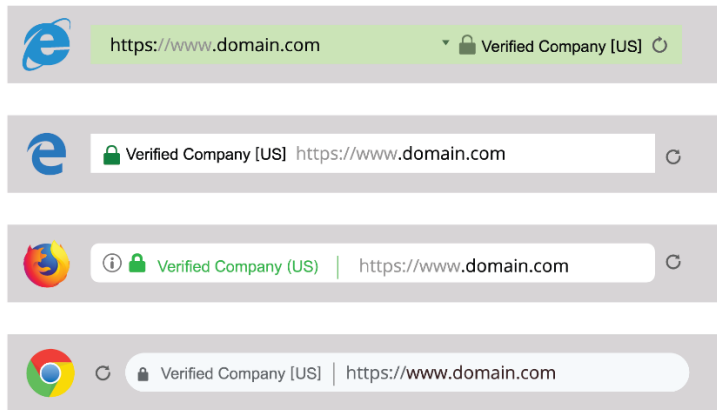 https://www.domain.com Verified Company [US]
Verified Company [US] https://www.domain.com
Verified Company (US) https://www.domain.com
Verified Company [US] https://www.domain.com